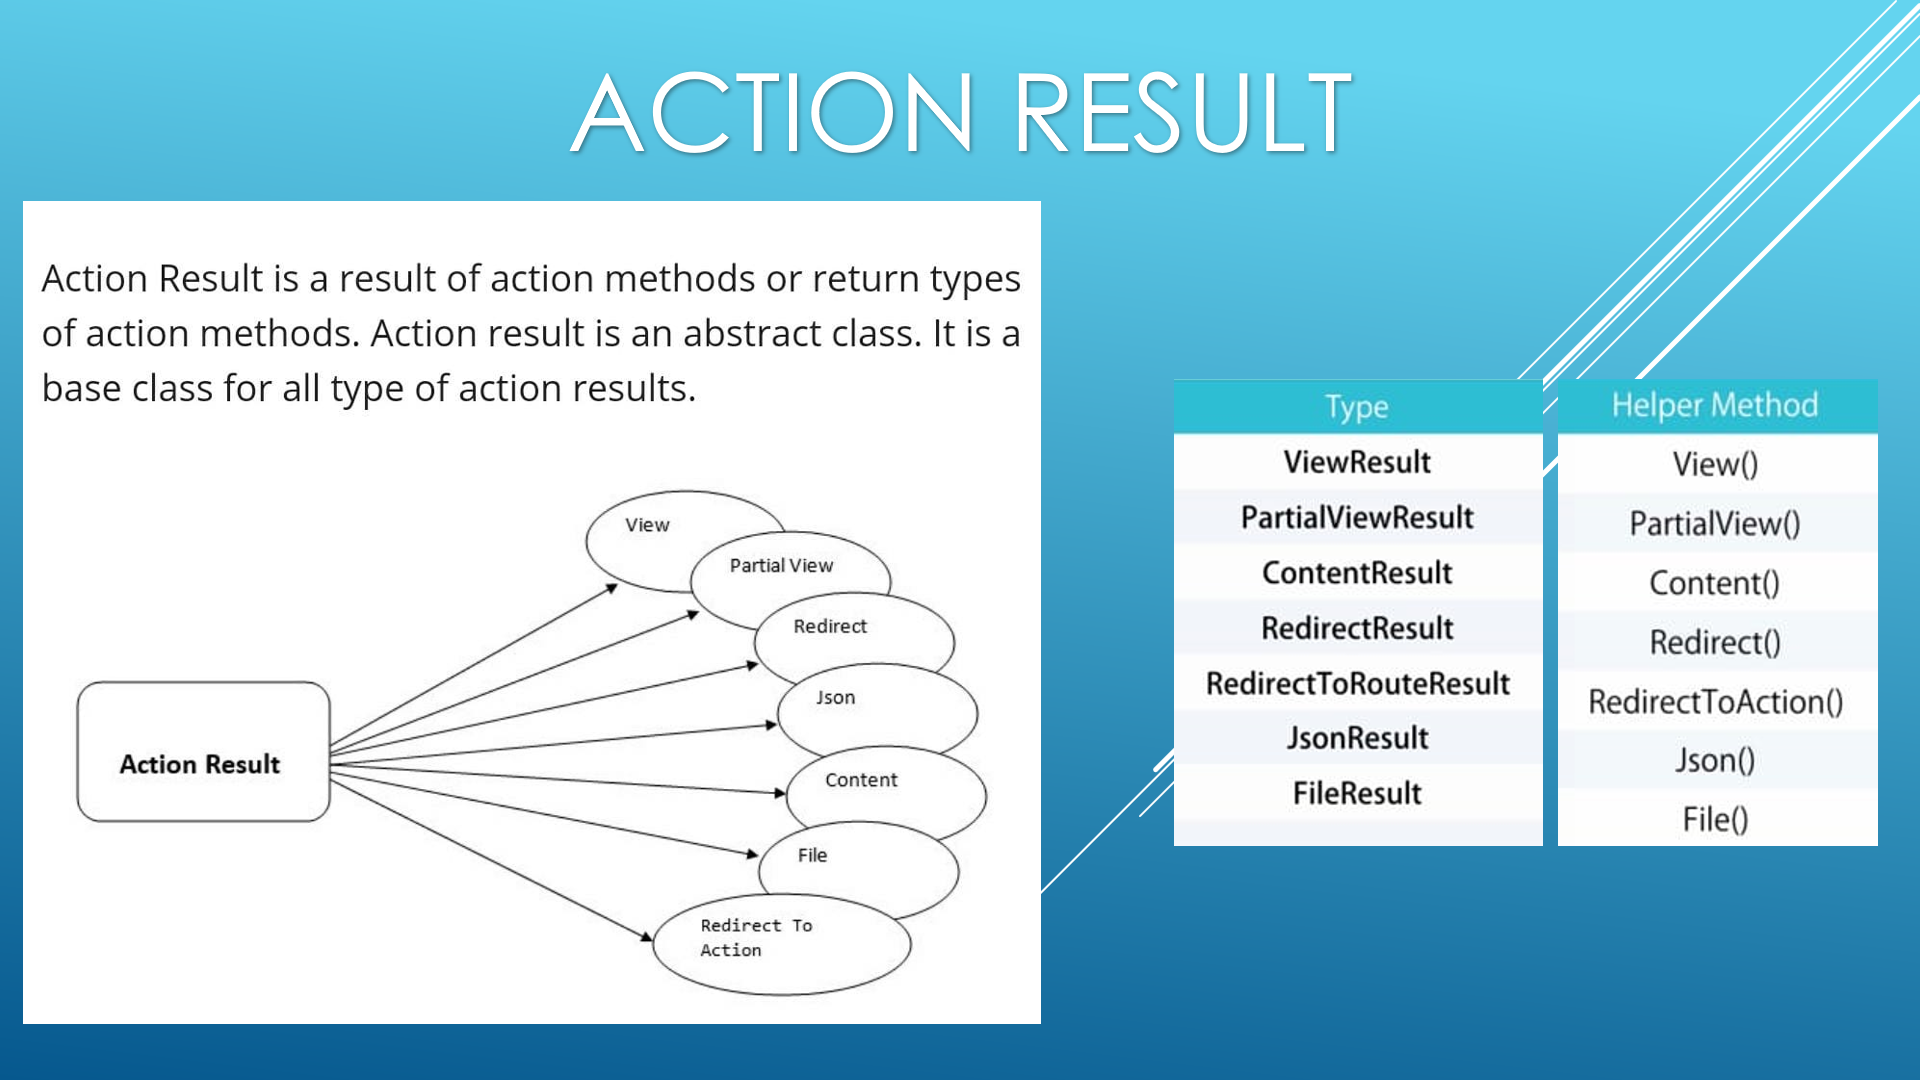 ACTION RESULT
Action Result is a result of action methods or return types
of action methods. Action result is an abstract class. It is a
base class for all type of action results.
View
Partial View
Redirect
Json
Action Result
Content
File
Redirect To
Action
Type
ViewResult
PartialViewResult
ContentResult
RedirectResult
RedirectToRouteResult
JsonResult
FileResult
Helper Method
View()
PartialView()
Content()
Redirect()
RedirectToAction()
Json()
File()